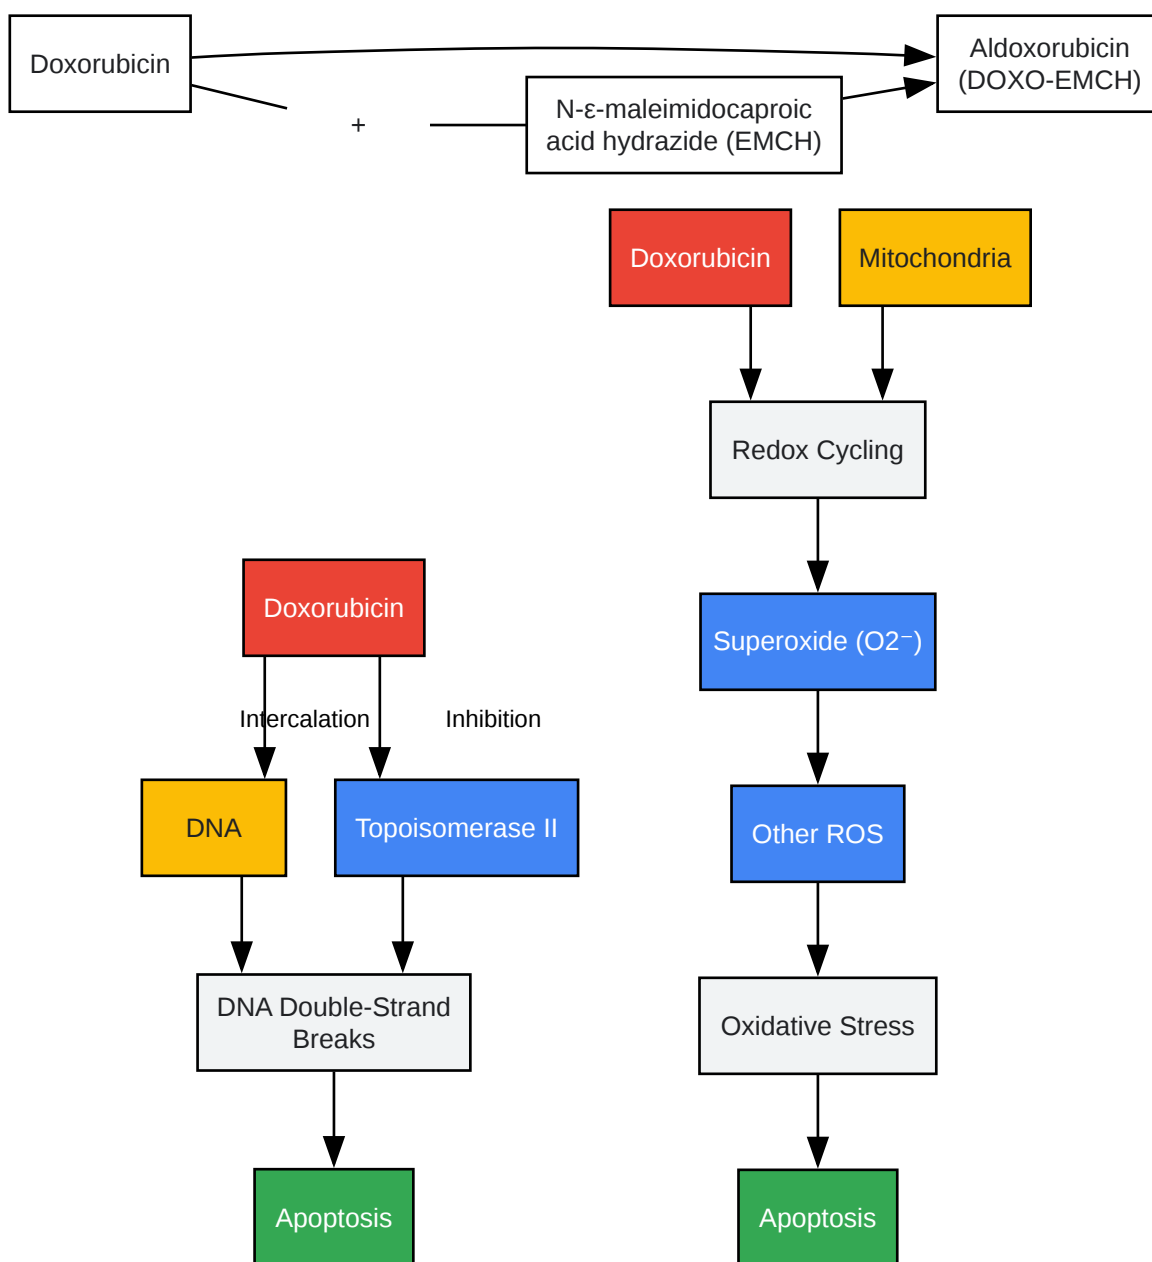 Doxorubicin
Aldoxorubicin
(DOXO-EMCH)
+
N-ε-maleimidocaproic
acid hydrazide (EMCH)
Doxorubicin
Mitochondria
Redox Cycling
Superoxide (O2⁻)
Other ROS
Oxidative Stress
Apoptosis
Doxorubicin
Intercalation
Inhibition
DNA
Topoisomerase II
DNA Double-Strand
Breaks
Apoptosis